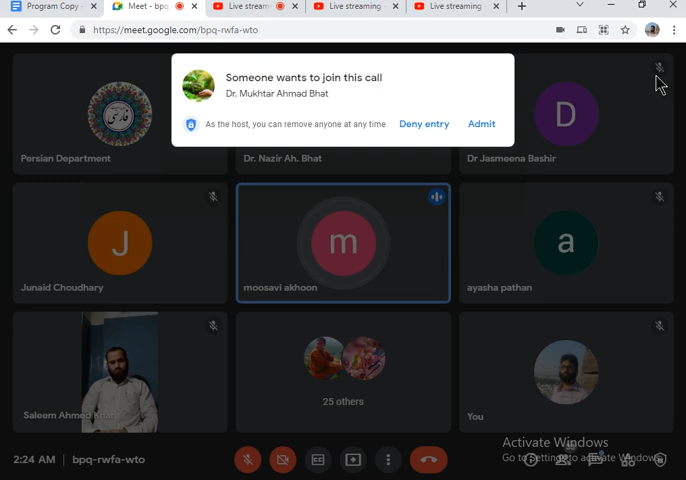 Program Copy -
Meet - bpq
Live stream
Live streaming -
Live streaming -
https://meet.google.com/bpq-rwfa-wto
Someone wants to join this call
Dr. Mukhtar Ahmad Bhat
As the host, you can remove anyone at any time
Deny entry
Admit
Persian Department
Dr. Nazir Ah. Bhat
D
Dr Jasmeena Bashir
J
Junaid Choudhary
m
moosavi akhoon
a
ayasha pathan
Saleem Ahmed Khan
25 others
You
Activate Windows
Go to Settings to activate Windows.
2:24 AM | bpq-rwfa-wto